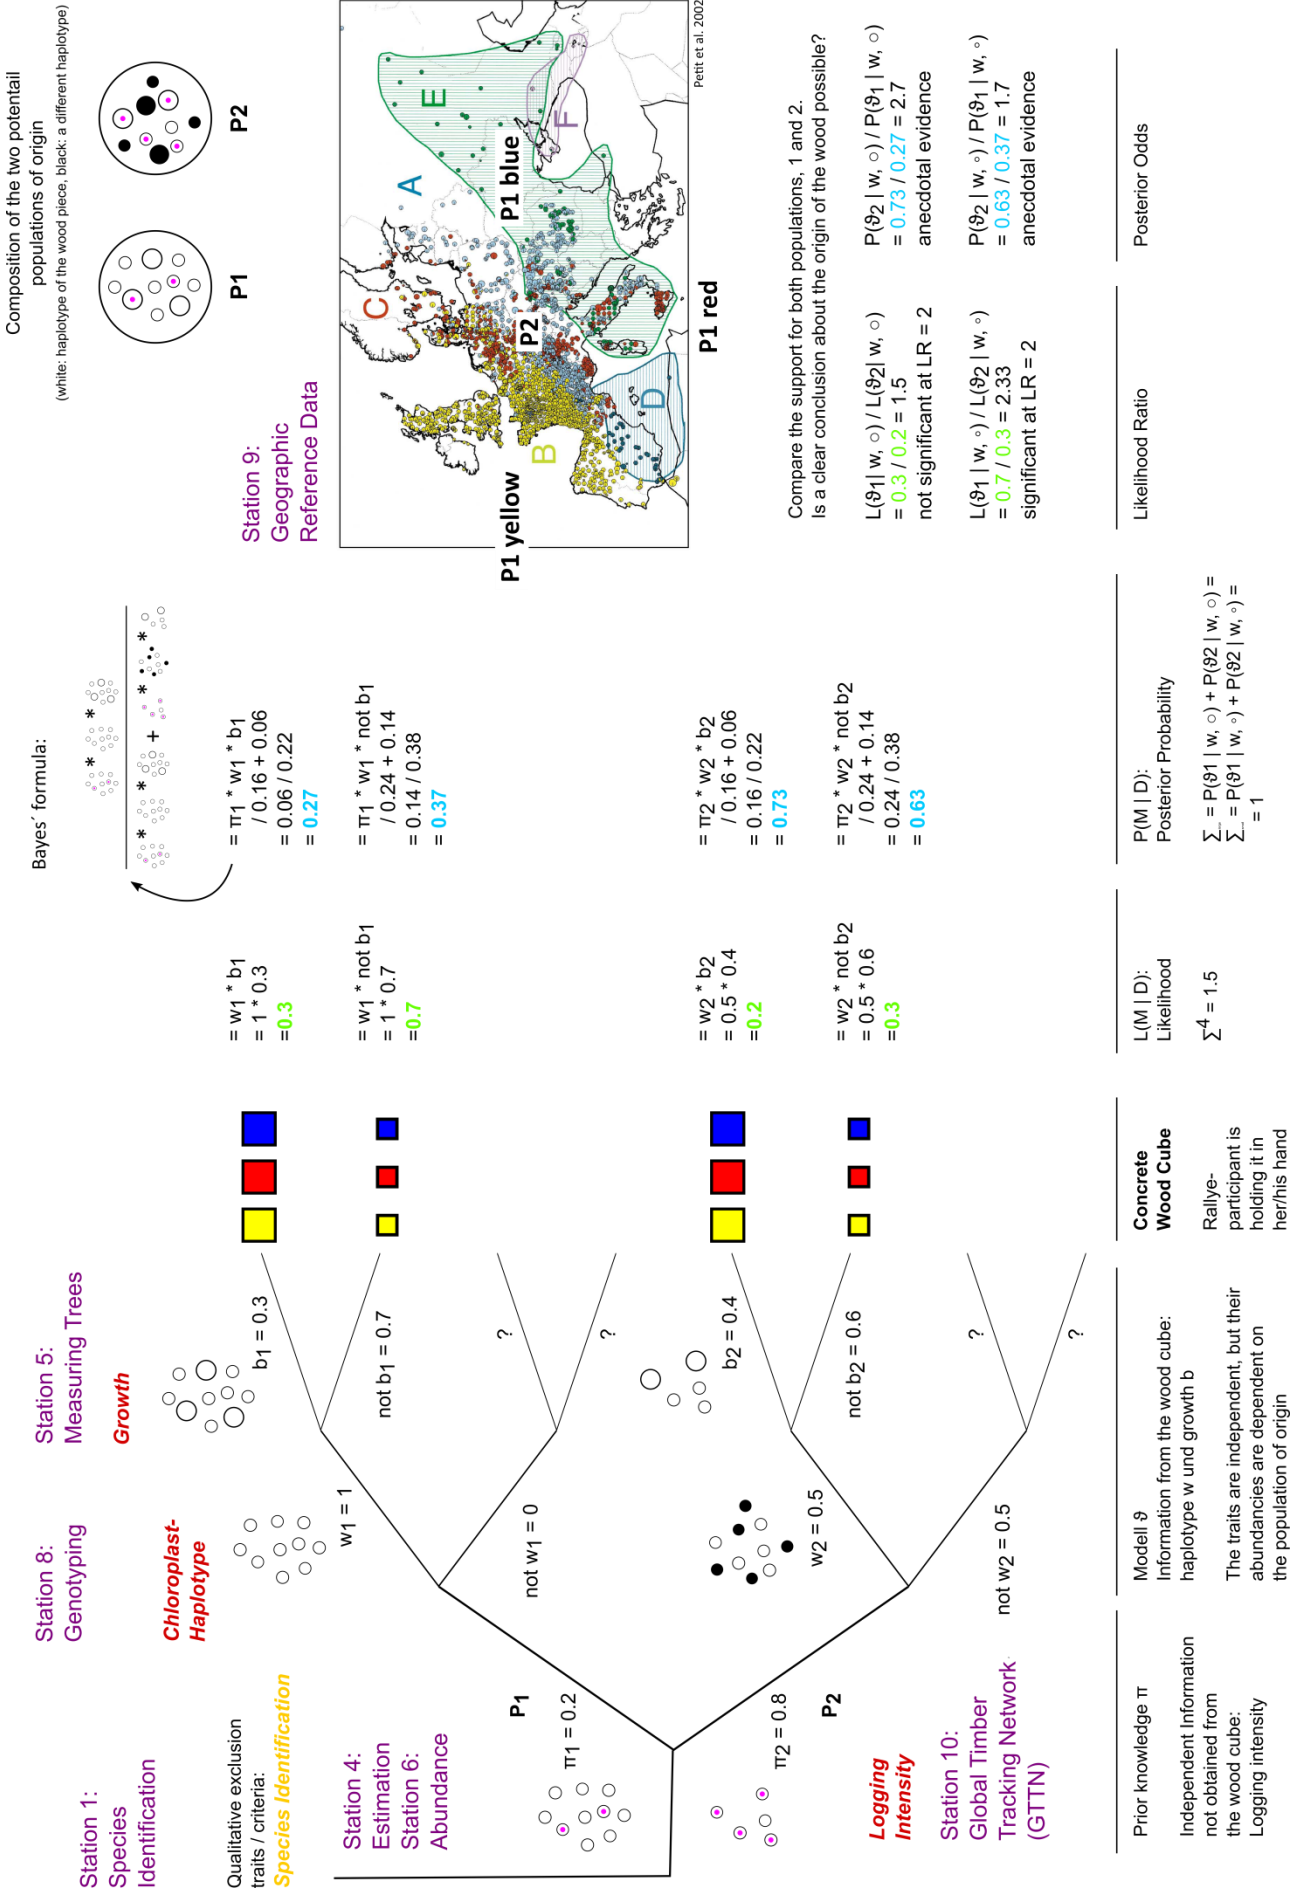 Station 1:
Species
Identification
Qualitative exclusion
traits / criteria:
Species Identification
Station 4:
Estimation
Station 6:
Abundance
P1
π1 = 0.2
π2 = 0.8
P2
Logging
Intensity
Station 10:
Global Timber
Tracking Network
(GTTN)
Prior knowledge π
Independent Information
not obtained from
the wood cube:
Logging intensity
Station 8:
Genotyping
Chloroplast-
Haplotype
w1 = 1
not w1 = 0
w2 = 0.5
not w2 = 0.5
Station 5:
Measuring Trees
Growth
b1 = 0.3
not b1 = 0.7
?
?
b2 = 0.4
not b2 = 0.6
?
?
Modell ϑ
Information from the wood cube:
haplotype w und growth b
The traits are independent, but their
abundancies are dependent on
the population of origin
Concrete
Wood Cube
Rallye-
participant is
holding it in
her/his hand
= w1 * b1
= 1 * 0.3
=0.3
= w1 * not b1
= 1 * 0.7
=0.7
= w2 * b2
= 0.5 * 0.4
=0.2
= w2 * not b2
= 0.5 * 0.6
=0.3
L(M | D):
Likelihood
Σ4 = 1.5
Bayes´ formula:
* *
* * + * *
= π1 * w1 * b1
/ 0.16 + 0.06
= 0.06 / 0.22
= 0.27
= π1 * w1 * not b1
/ 0.24 + 0.14
= 0.14 / 0.38
= 0.37
= π2 * w2 * b2
/ 0.16 + 0.06
= 0.16 / 0.22
= 0.73
= π2 * w2 * not b2
/ 0.24 + 0.14
= 0.24 / 0.38
= 0.63
P(M | D):
Posterior Probability
Σ = P(ϑ1 | w, ○) + P(ϑ2 | w, ○) =
Σ = P(ϑ1 | w, ○) + P(ϑ2 | w, ○) =
= 1
Composition of the two potentail
populations of origin
(white: haplotype of the wood piece, black: a different haplotype)
P1
P2
Station 9:
Geographic
Reference Data
A
B
C
D
E
F
P1 yellow
P2
P1 blue
P1 red
Petit et al. 2002
Compare the support for both populations, 1 and 2.
Is a clear conclusion about the origin of the wood possible?
L(ϑ1 | w, ○) / L(ϑ2| w, ○)
= 0.3 / 0.2 = 1.5
not significant at LR = 2
L(ϑ1 | w, ○) / L(ϑ2 | w, ○)
= 0.7 / 0.3 = 2.33
significant at LR = 2
Likelihood Ratio
P(ϑ2 | w, ○) / P(ϑ1 | w, ○)
= 0.73 / 0.27 = 2.7
anecdotal evidence
P(ϑ2 | w, ○) / P(ϑ1 | w, ○)
= 0.63 / 0.37 = 1.7
anecdotal evidence
Posterior Odds